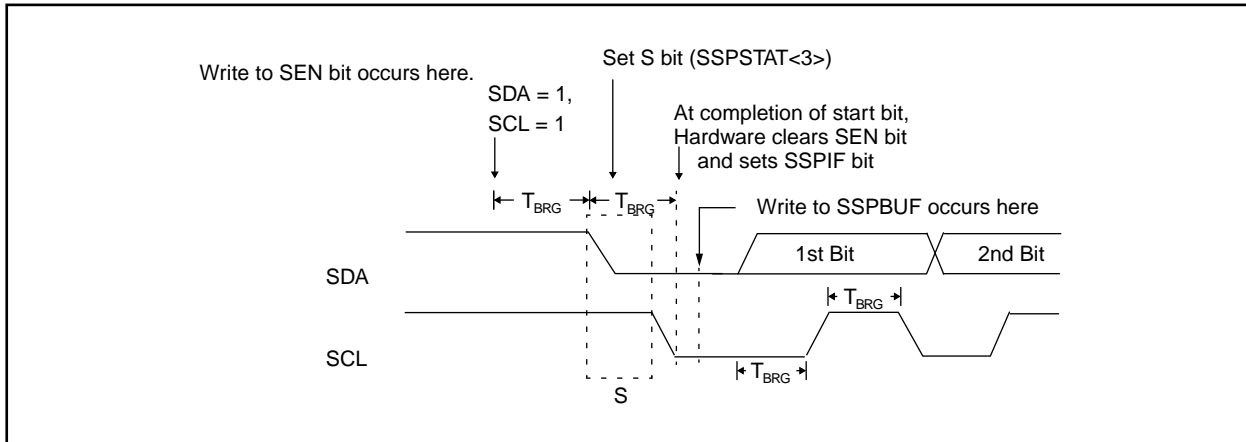 Set S bit (SSPSTAT<3>)
Write to SEN bit occurs here.
SDA = 1,
SCL = 1
At completion of start bit,
Hardware clears SEN bit
and sets SSPIF bit
TBRG
TBRG
Write to SSPBUF occurs here
SDA
1st Bit
2nd Bit
TBRG
SCL
TBRG
S